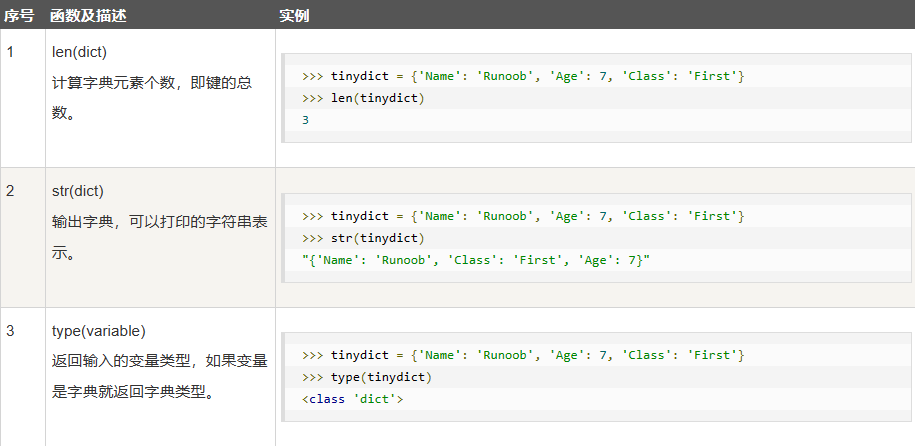 序号 函数及描述 实例
1 len(dict)
计算字典元素个数，即键的总
数。
>>> tinydict = {'Name': 'Runoob', 'Age': 7, 'Class': 'First'}
>>> len(tinydict)
3
2 str(dict)
输出字典，可以打印的字符串表
示。
>>> tinydict = {'Name': 'Runoob', 'Age': 7, 'Class': 'First'}
>>> str(tinydict)
"{'Name': 'Runoob', 'Class': 'First', 'Age': 7}"
3 type(variable)
返回输入的变量类型，如果变量
是字典就返回字典类型。
>>> tinydict = {'Name': 'Runoob', 'Age': 7, 'Class': 'First'}
>>> type(tinydict)
<class 'dict'>